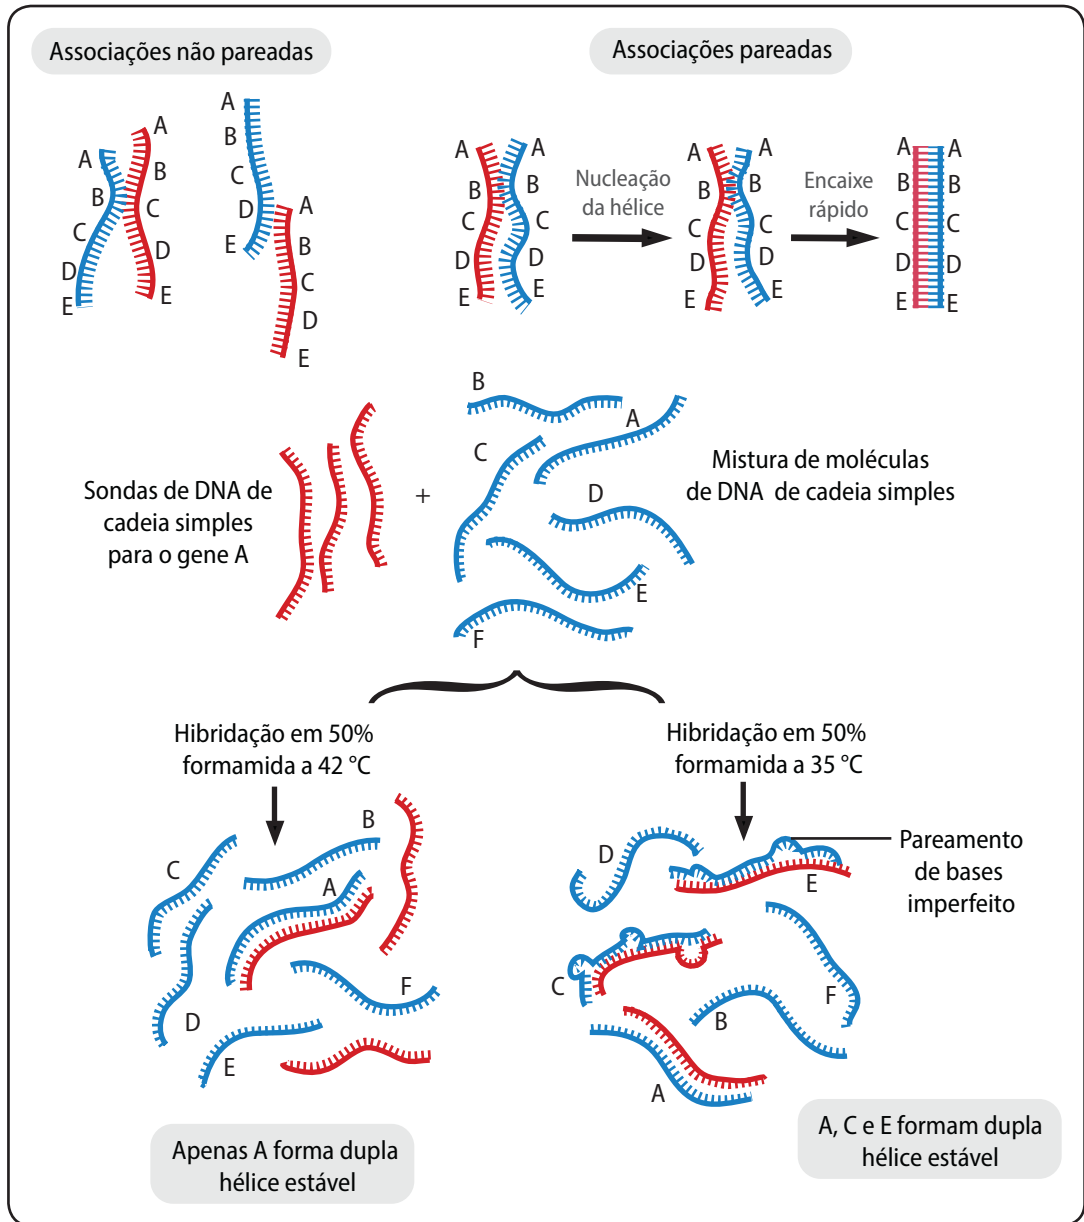 Associações não pareadas
Associações pareadas
A
B
C
D
E
A
B
C
D
E
A
B
C
D
E
A
B
C
D
E
A
B
C
D
E
A
B
C
D
E
Nucleação
da hélice
A
B
C
D
E
A
B
C
D
E
Encaixe
rápido
A
B
C
D
E
A
B
C
D
E
Sondas de DNA de
cadeia simples
para o gene A
+
B
A
C
D
E
F
Mistura de moléculas
de DNA de cadeia simples
Hibridação em 50%
formamida a 42 °C
Hibridação em 50%
formamida a 35 °C
C
B
A
D
F
E
D
E
Pareamento
de bases
imperfeito
C
B
F
A
Apenas A forma dupla
hélice estável
A, C e E formam dupla
hélice estável